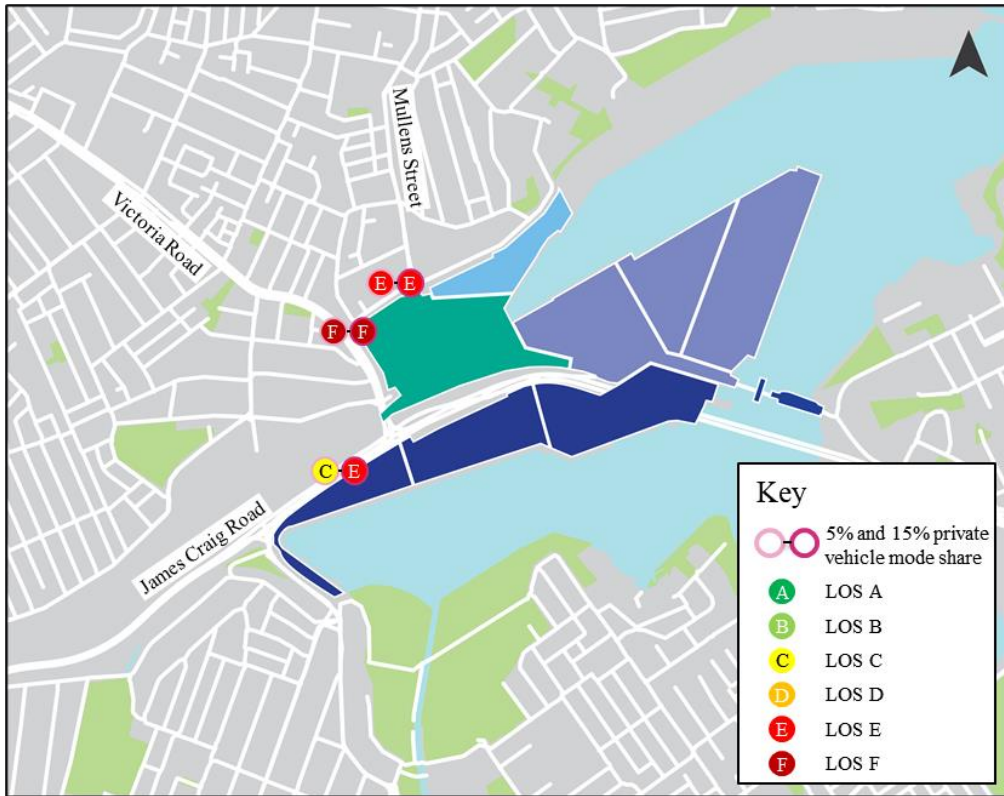 Mullens Street
Victoria Road
E E
F F
C E
James Craig Road
Key
5% and 15% private
vehicle mode share
A LOS A
B LOS B
C LOS C
D LOS D
E LOS E
F LOS F